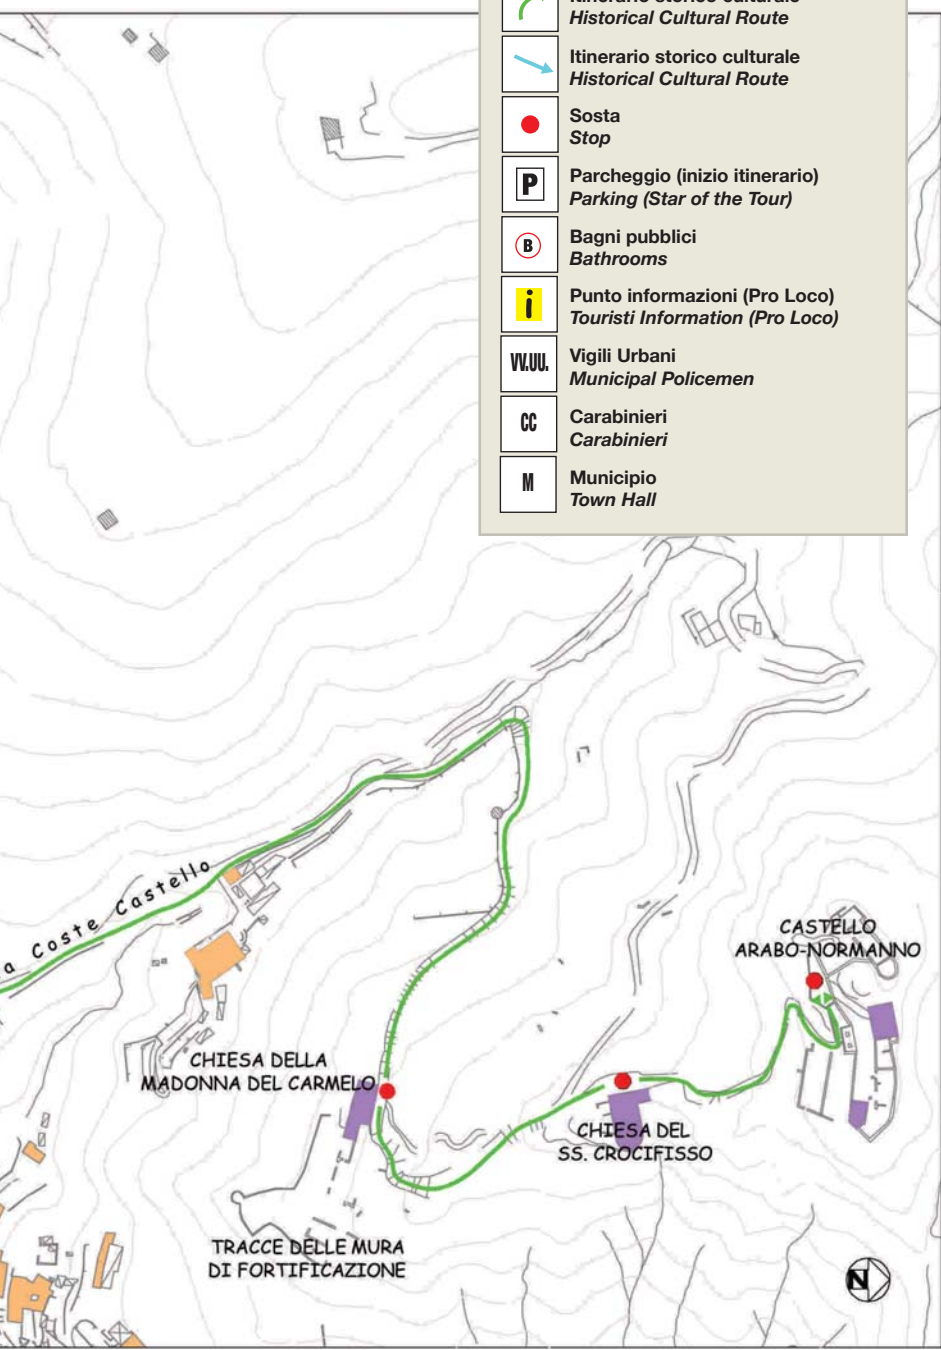 Historical Cultural Route
Itinerario storico culturale
Historical Cultural Route
Sosta
Stop
P
Parcheggio (inizio itinerario)
Parking (Star of the Tour)
B
Bagni pubblici
Bathrooms
i
Punto informazioni (Pro Loco)
Touristi Information (Pro Loco)
VV.UU.
Vigili Urbani
Municipal Policemen
CC
Carabinieri
Carabinieri
M
Municipio
Town Hall
a Coste Castello
CASTELLO
ARABO-NORMANNO
CHIESA DELLA
MADONNA DEL CARMELO
CHIESA DEL
SS. CROCIFISSO
TRACCE DELLE MURA
DI FORTIFICAZIONE
N